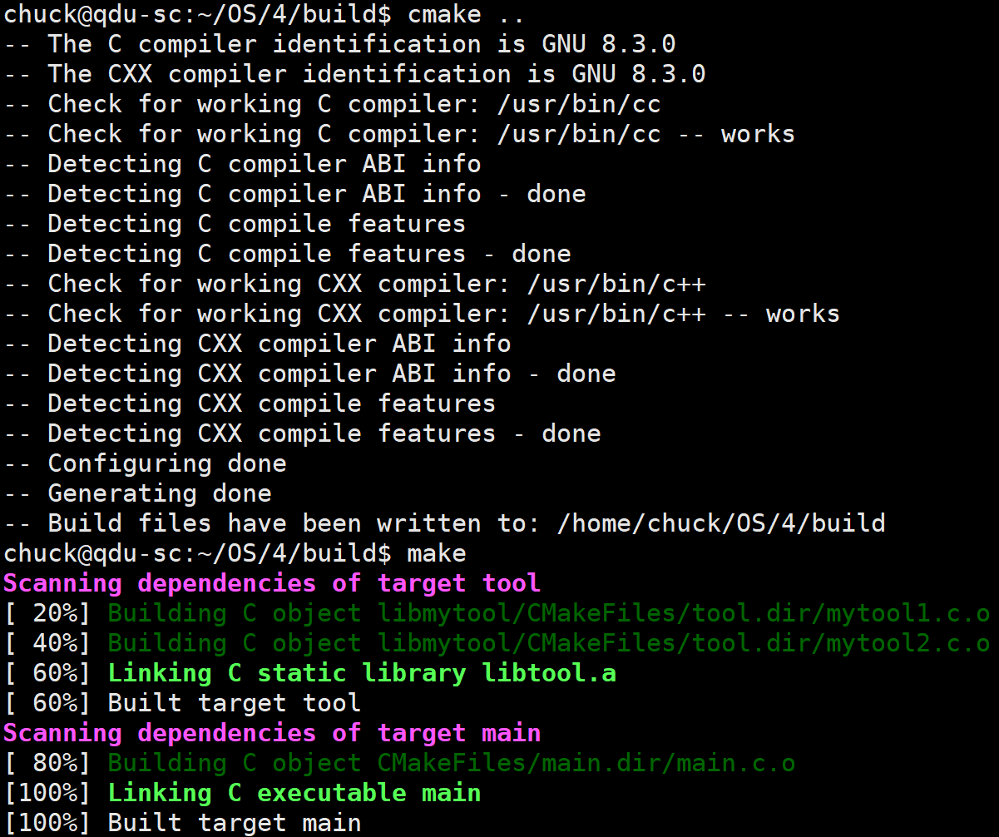 chuck@qdu-sc:~/OS/4/build$ cmake ..
-- The C compiler identification is GNU 8.3.0
-- The CXX compiler identification is GNU 8.3.0
-- Check for working C compiler: /usr/bin/cc
-- Check for working C compiler: /usr/bin/cc -- works
-- Detecting C compiler ABI info
-- Detecting C compiler ABI info - done
-- Detecting C compile features
-- Detecting C compile features - done
-- Check for working CXX compiler: /usr/bin/c++
-- Check for working CXX compiler: /usr/bin/c++ -- works
-- Detecting CXX compiler ABI info
-- Detecting CXX compiler ABI info - done
-- Detecting CXX compile features
-- Detecting CXX compile features - done
-- Configuring done
-- Generating done
-- Build files have been written to: /home/chuck/OS/4/build
chuck@qdu-sc:~/OS/4/build$ make
Scanning dependencies of target tool
[ 20%] Building C object libmytool/CMakeFiles/tool.dir/mytool1.c.o
[ 40%] Building C object libmytool/CMakeFiles/tool.dir/mytool2.c.o
[ 60%] Linking C static library libtool.a
[ 60%] Built target tool
Scanning dependencies of target main
[ 80%] Building C object CMakeFiles/main.dir/main.c.o
[100%] Linking C executable main
[100%] Built target main